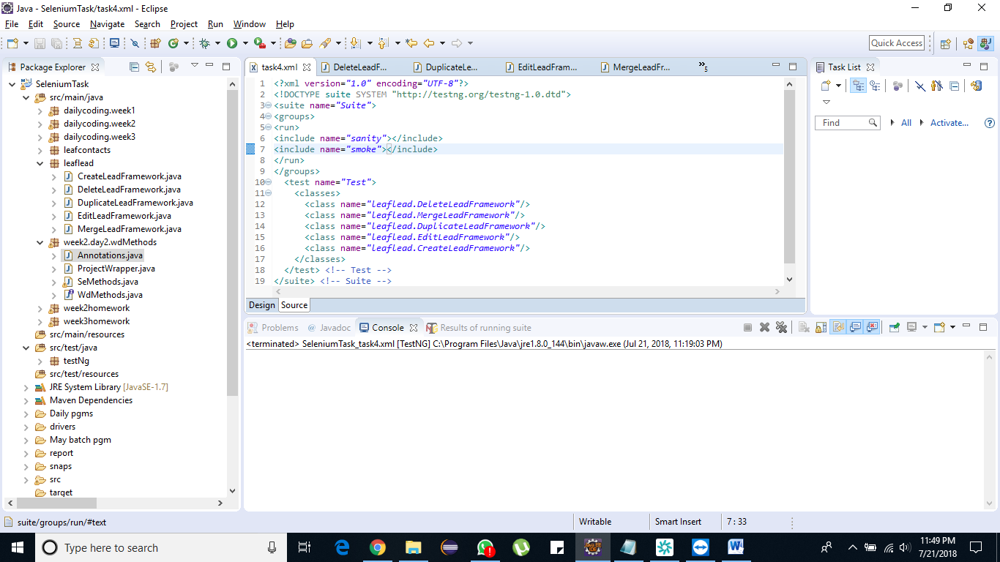 Java - SeleniumTask/task4.xml - Eclipse
File Edit Source Navigate Search Project Run Window Help
Quick Access
Package Explorer
SeleniumTask
src/main/java
dailycoding.week1
dailycoding.week2
dailycoding.week3
leafcontacts
leaflead
CreateLeadFramework.java
DeleteLeadFramework.java
DuplicateLeadFramework.java
EditLeadFramework.java
MergeLeadFramework.java
week2.day2.wdMethods
Annotations.java
ProjectWrapper.java
SeMethods.java
WdMethods.java
week2homework
week3homework
src/main/resources
src/test/java
testNg
src/test/resources
JRE System Library [JavaSE-1.7]
Maven Dependencies
Daily pgms
drivers
May batch pgm
report
snaps
src
target
task4.xml DeleteLeadF... DuplicateLe... EditLeadFram... MergeLeadFr... »5
1 <?xml version="1.0" encoding="UTF-8"?>
2 <!DOCTYPE suite SYSTEM "http://testng.org/testng-1.0.dtd">
3 <suite name="Suite">
4 <groups>
5 <run>
6 <include name="sanity"></include>
7 <include name="smoke"></include>
8 </run>
9 </groups>
10 <test name="Test">
11 <classes>
12 <class name="leaflead.DeleteLeadFramework"/>
13 <class name="leaflead.MergeLeadFramework"/>
14 <class name="leaflead.DuplicateLeadFramework"/>
15 <class name="leaflead.EditLeadFramework"/>
16 <class name="leaflead.CreateLeadFramework"/>
17 </classes>
18 </test> <!-- Test -->
19 </suite> <!-- Suite -->
Design Source
Task List
Find All Activate...
Problems Javadoc Console Results of running suite
<terminated> SeleniumTask_task4.xml [TestNG] C:\Program Files\Java\jre1.8.0_144\bin\javaw.exe (Jul 21, 2018, 11:19:03 PM)
suite/groups/run/#text Writable Smart Insert 7 : 33
Type here to search
11:49 PM
7/21/2018